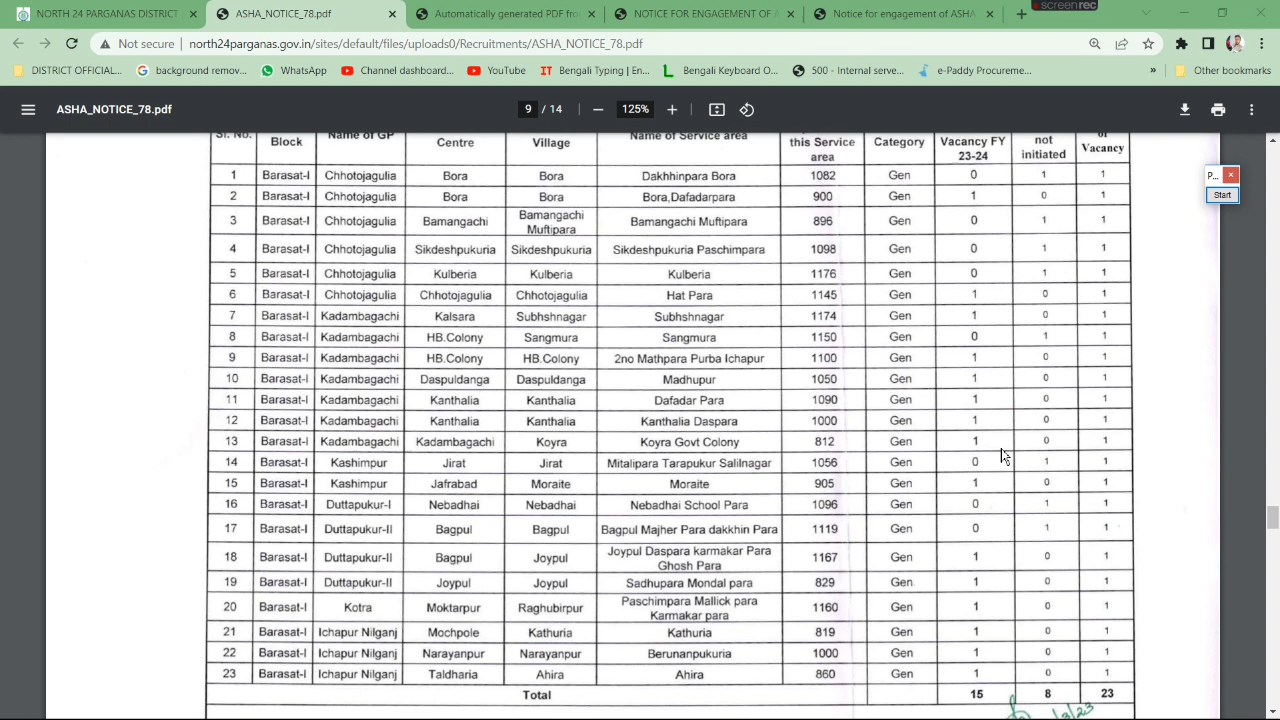 NORTH 24 PARGANAS DISTRICT
ASHA_NOTICE_78.pdf
Automatically generated PDF fro
NOTICE FOR ENGAGEMENT OF A
Notice for engagement of ASHA
screenrec
Not secure north24parganas.gov.in/sites/default/files/uploads0/Recruitments/ASHA_NOTICE_78.pdf
DISTRICT OFFICIAL... background remov... WhatsApp Channel dashboard... YouTube Bengali Typing | En... Bengali Keyboard O... 500 - Internal serve... e-Paddy Procureme... » Other bookmarks
ASHA_NOTICE_78.pdf 9 / 14 125%
P...
Start
Sl. No. Block Name of GP Centre Village Name of Service area this Service area Category Vacancy FY 23-24 not initiated of Vacancy
1 Barasat-I Chhotojagulia Bora Bora Dakhhinpara Bora 1082 Gen 0 1 1
2 Barasat-I Chhotojagulia Bora Bora Bora,Dafadarpara 900 Gen 1 0 1
3 Barasat-I Chhotojagulia Bamangachi Bamangachi Muftipara Bamangachi Muftipara 896 Gen 0 1 1
4 Barasat-I Chhotojagulia Sikdeshpukuria Sikdeshpukuria Sikdeshpukuria Paschimpara 1098 Gen 0 1 1
5 Barasat-I Chhotojagulia Kulberia Kulberia Kulberia 1176 Gen 0 1 1
6 Barasat-I Chhotojagulia Chhotojagulia Chhotojagulia Hat Para 1145 Gen 1 0 1
7 Barasat-I Kadambagachi Kalsara Subhshnagar Subhshnagar 1174 Gen 1 0 1
8 Barasat-I Kadambagachi HB.Colony Sangmura Sangmura 1150 Gen 0 1 1
9 Barasat-I Kadambagachi HB.Colony HB.Colony 2no Mathpara Purba Ichapur 1100 Gen 1 0 1
10 Barasat-I Kadambagachi Daspuldanga Daspuldanga Madhupur 1050 Gen 1 0 1
11 Barasat-I Kadambagachi Kanthalia Kanthalia Dafadar Para 1090 Gen 1 0 1
12 Barasat-I Kadambagachi Kanthalia Kanthalia Kanthalia Daspara 1000 Gen 1 0 1
13 Barasat-I Kadambagachi Kadambagachi Koyra Koyra Govt Colony 812 Gen 1 0 1
14 Barasat-I Kashimpur Jirat Jirat Mitalipara Tarapukur Salilnagar 1056 Gen 0 1 1
15 Barasat-I Kashimpur Jafrabad Moraite Moraite 905 Gen 1 0 1
16 Barasat-I Duttapukur-I Nebadhai Nebadhai Nebadhai School Para 1096 Gen 0 1 1
17 Barasat-I Duttapukur-II Bagpul Bagpul Bagpul Majher Para dakkhin Para 1119 Gen 0 1 1
18 Barasat-I Duttapukur-II Bagpul Joypul Joypul Daspara karmakar Para Ghosh Para 1167 Gen 1 0 1
19 Barasat-I Duttapukur-II Joypul Joypul Sadhupara Mondal para 829 Gen 1 0 1
20 Barasat-I Kotra Moktarpur Raghubirpur Paschimpara Mallick para Karmakar para 1160 Gen 1 0 1
21 Barasat-I Ichapur Nilganj Mochpole Kathuria Kathuria 819 Gen 1 0 1
22 Barasat-I Ichapur Nilganj Narayanpur Narayanpur Berunanpukuria 1000 Gen 1 0 1
23 Barasat-I Ichapur Nilganj Taldharia Ahira Ahira 860 Gen 1 0 1
Total 15 8 23